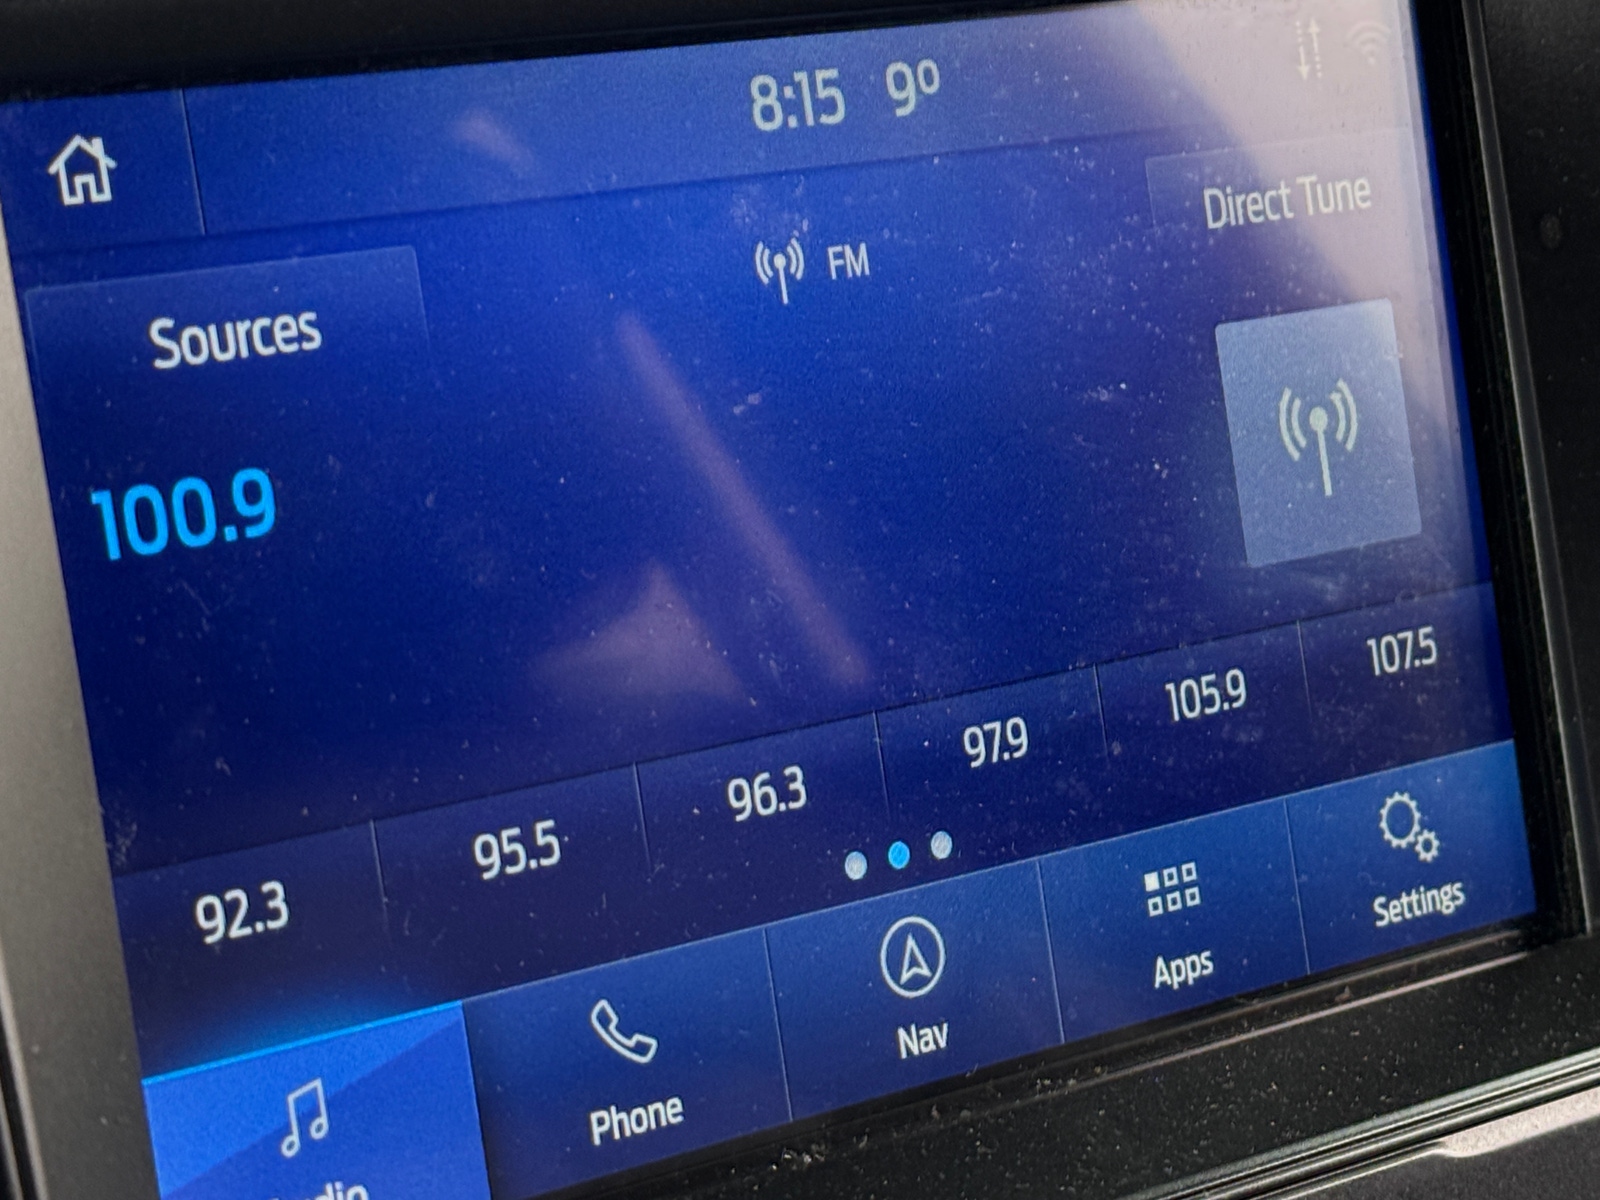 8:15 9°
FM
Direct Tune
Sources
100.9
92.3
95.5
96.3
97.9
105.9
107.5
Audio
Phone
Nav
Apps
Settings